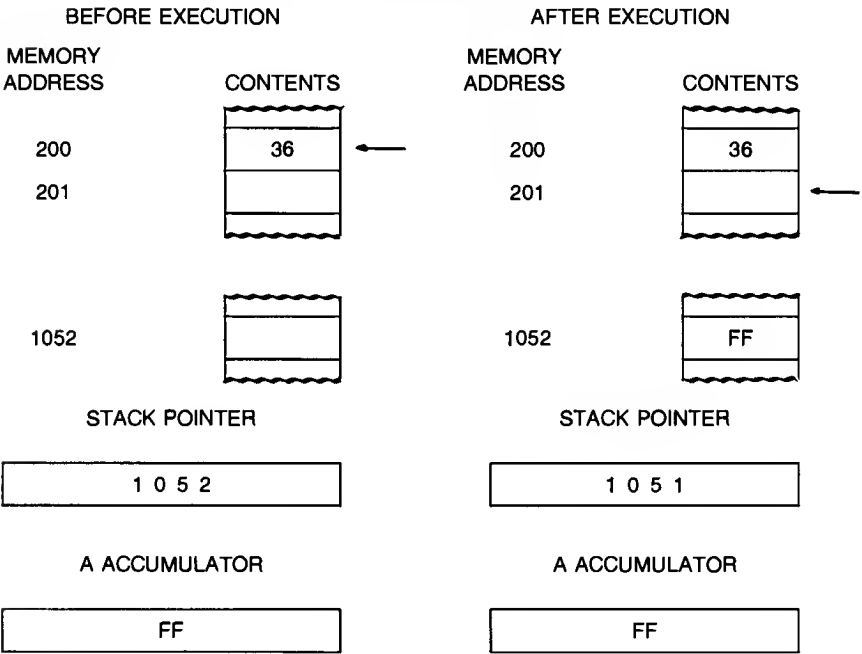 BEFORE EXECUTION
MEMORY
ADDRESS CONTENTS
200 36
201
1052
STACK POINTER
1 0 5 2
A ACCUMULATOR
FF
AFTER EXECUTION
MEMORY
ADDRESS CONTENTS
200 36
201
1052 FF
STACK POINTER
1 0 5 1
A ACCUMULATOR
FF